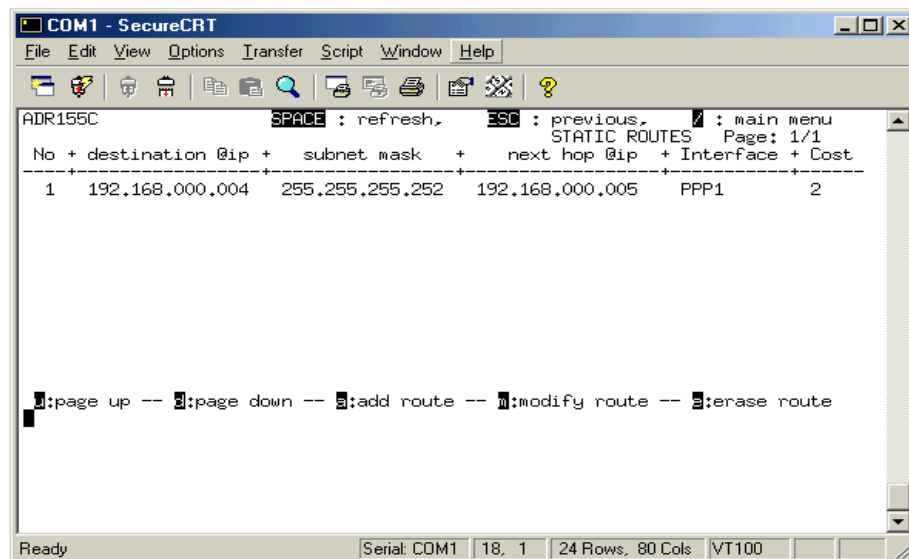 COM1 - SecureCRT
File Edit View Options Transfer Script Window Help
ADR155C SPACE : refresh, ESC : previous, / : main menu
STATIC ROUTES Page: 1/1
No + destination @ip + subnet mask + next hop @ip + Interface + Cost
----+------------------+------------------+------------------+-----------+------
1 192.168.000.004 255.255.255.252 192.168.000.005 PPP1 2
u:page up -- d:page down -- a:add route -- m:modify route -- :erase route
Ready Serial: COM1 18, 1 24 Rows, 80 Cols VT100